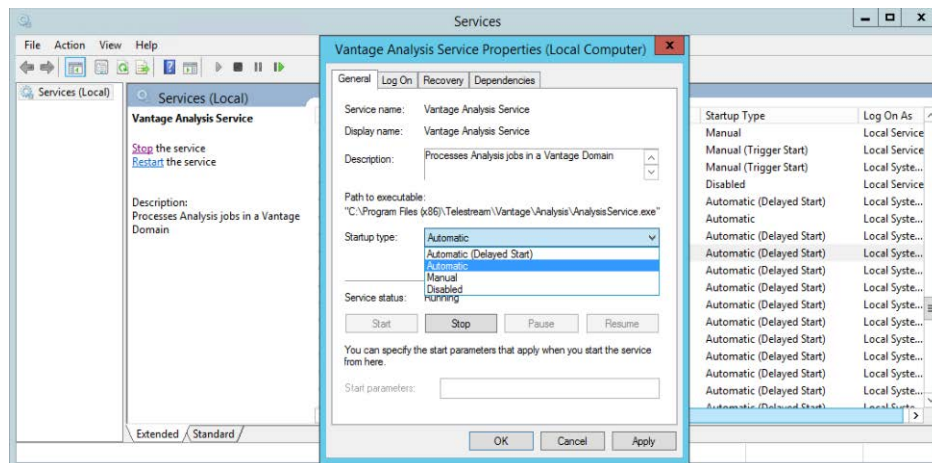 Services
File Action View Help
Services (Local)
Services (Local)
Vantage Analysis Service
Stop the service
Restart the service
Description:
Processes Analysis jobs in a Vantage
Domain
Extended
Standard
Vantage Analysis Service Properties (Local Computer)
x
General Log On Recovery Dependencies
Service name: Vantage Analysis Service
Display name: Vantage Analysis Service
Description: Processes Analysis jobs in a Vantage Domain
Path to executable:
"C:\Program Files (x86)\Telestream\Vantage\Analysis\AnalysisService.exe"
Startup type: Automatic
Automatic (Delayed Start)
Automatic
Manual
Disabled
Service status: Running
Start Stop Pause Resume
You can specify the start parameters that apply when you start the service
from here.
Start parameters:
OK Cancel Apply
Startup Type Log On As
Manual Local Service
Manual (Trigger Start) Local Service
Manual (Trigger Start) Local Syste...
Disabled Local Service
Automatic (Delayed Start) Local Syste...
Automatic Local Syste...
Automatic (Delayed Start) Local Syste...
Automatic (Delayed Start) Local Syste...
Automatic (Delayed Start) Local Syste...
Automatic (Delayed Start) Local Syste...
Automatic (Delayed Start) Local Syste...
Automatic (Delayed Start) Local Syste...
Automatic (Delayed Start) Local Syste...
Automatic (Delayed Start) Local Syste...
Automatic (Delayed Start) Local Syste...
Automatic (Delayed Start) Local Syste...
Automatic (Delayed Start) Local Syste...